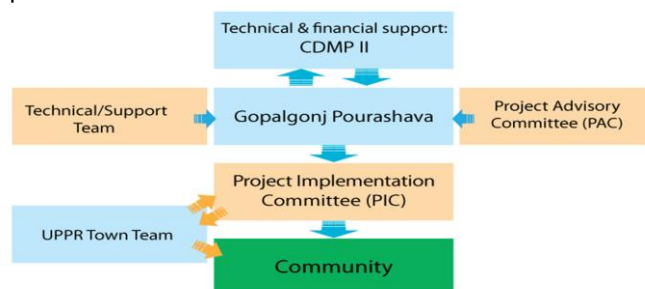 Technical & financial support:
CDMP II
Technical/Support
Team
Gopalgonj Pourashava
Project Advisory
Committee (PAC)
Project Implementation
Committee (PIC)
UPPR Town Team
Community